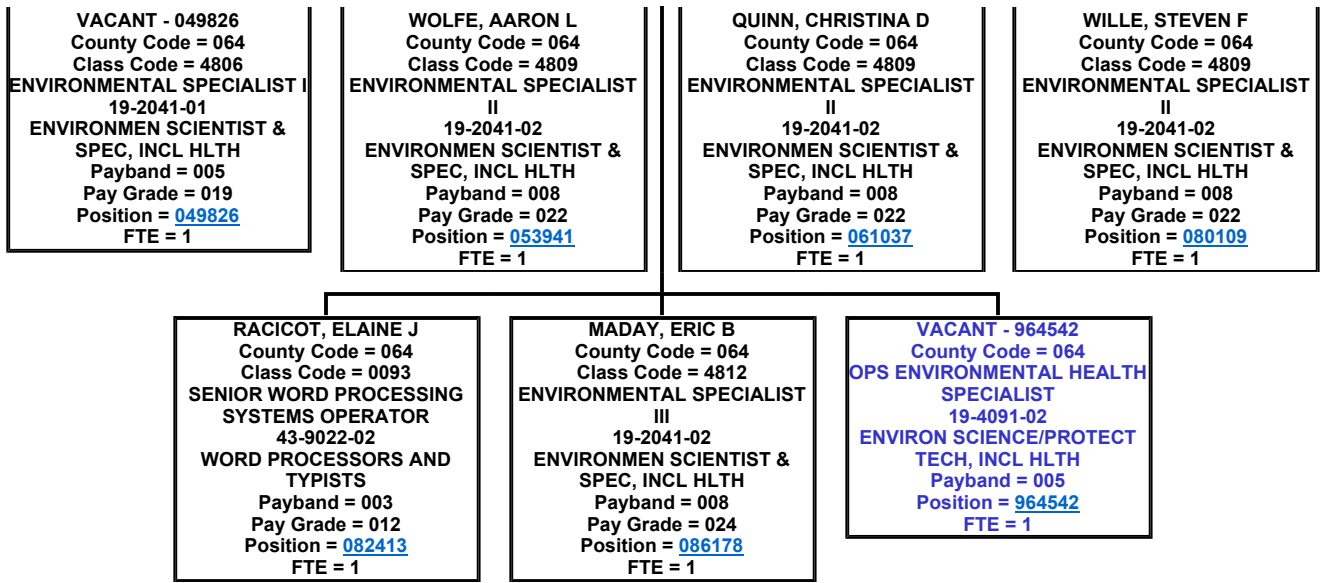 VACANT - 049826
County Code = 064
Class Code = 4806
ENVIRONMENTAL SPECIALIST I
19-2041-01
ENVIRONMEN SCIENTIST &
SPEC, INCL HLTH
Payband = 005
Pay Grade = 019
Position = 049826
FTE = 1
WOLFE, AARON L
County Code = 064
Class Code = 4809
ENVIRONMENTAL SPECIALIST
II
19-2041-02
ENVIRONMEN SCIENTIST &
SPEC, INCL HLTH
Payband = 008
Pay Grade = 022
Position = 053941
FTE = 1
QUINN, CHRISTINA D
County Code = 064
Class Code = 4809
ENVIRONMENTAL SPECIALIST
II
19-2041-02
ENVIRONMEN SCIENTIST &
SPEC, INCL HLTH
Payband = 008
Pay Grade = 022
Position = 061037
FTE = 1
WILLE, STEVEN F
County Code = 064
Class Code = 4809
ENVIRONMENTAL SPECIALIST
II
19-2041-02
ENVIRONMEN SCIENTIST &
SPEC, INCL HLTH
Payband = 008
Pay Grade = 022
Position = 080109
FTE = 1
RACICOT, ELAINE J
County Code = 064
Class Code = 0093
SENIOR WORD PROCESSING
SYSTEMS OPERATOR
43-9022-02
WORD PROCESSORS AND
TYPISTS
Payband = 003
Pay Grade = 012
Position = 082413
FTE = 1
MADAY, ERIC B
County Code = 064
Class Code = 4812
ENVIRONMENTAL SPECIALIST
III
19-2041-02
ENVIRONMEN SCIENTIST &
SPEC, INCL HLTH
Payband = 008
Pay Grade = 024
Position = 086178
FTE = 1
VACANT - 964542
County Code = 064
OPS ENVIRONMENTAL HEALTH
SPECIALIST
19-4091-02
ENVIRON SCIENCE/PROTECT
TECH, INCL HLTH
Payband = 005
Position = 964542
FTE = 1